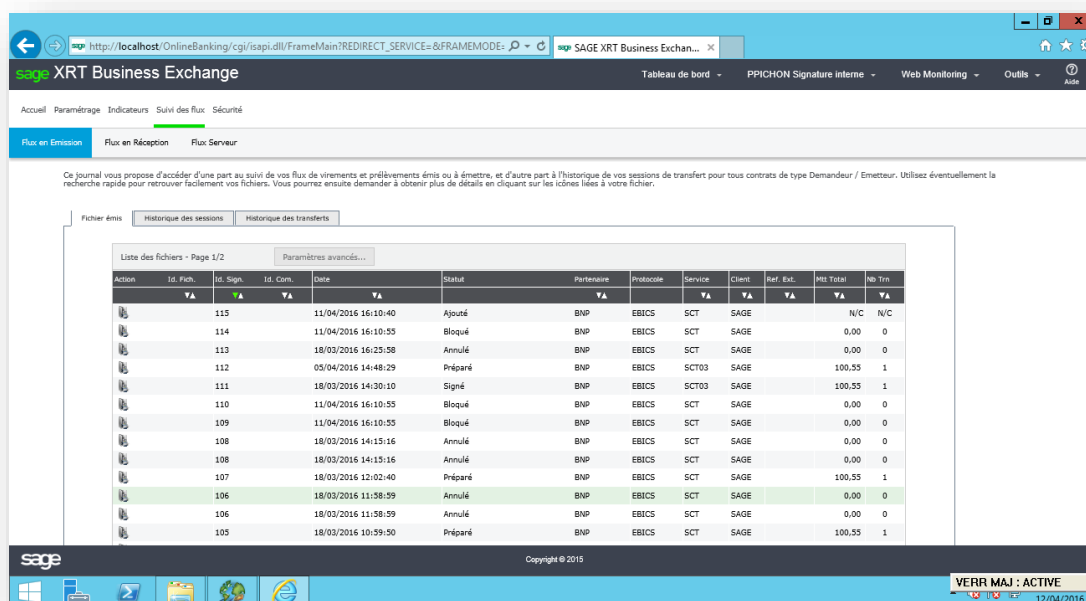 http://localhost/OnlineBanking/cgi/isapi.dll/FrameMain?REDIRECT_SERVICE=&FRAMEMODE= sage SAGE XRT Business Exchan... ×
sage XRT Business Exchange Tableau de bord PPICHON Signature interne Web Monitoring Outils Aide
Accueil Paramétrage Indicateurs Suivi des flux Sécurité
Flux en Emission Flux en Réception Flux Serveur
Ce journal vous propose d'accéder d'une part au suivi de vos flux de virements et prélèvements émis ou à émettre, et d'autre part à l'historique de vos sessions de transfert pour tous contrats de type Demandeur / Emetteur. Utilisez éventuellement la
recherche rapide pour retrouver facilement vos fichiers. Vous pourrez ensuite demander à obtenir plus de détails en cliquant sur les icônes liées à votre fichier.
Fichier émis Historique des sessions Historique des transferts
Liste des fichiers - Page 1/2 Paramètres avancés...
Action Id. Fich. Id. Sign. Id. Com. Date Statut Partenaire Protocole Service Client Ref. Ext. Mtt Total Nb Trn
115 11/04/2016 16:10:40 Ajouté BNP EBICS SCT SAGE N/C N/C
114 11/04/2016 16:10:55 Bloqué BNP EBICS SCT SAGE 0,00 0
113 18/03/2016 16:25:58 Annulé BNP EBICS SCT SAGE 0,00 0
112 05/04/2016 14:48:29 Préparé BNP EBICS SCT03 SAGE 100,55 1
111 18/03/2016 14:30:10 Signé BNP EBICS SCT03 SAGE 100,55 1
110 11/04/2016 16:10:55 Bloqué BNP EBICS SCT SAGE 0,00 0
109 11/04/2016 16:10:55 Bloqué BNP EBICS SCT SAGE 0,00 0
108 18/03/2016 14:15:16 Annulé BNP EBICS SCT SAGE 0,00 0
108 18/03/2016 14:15:16 Annulé BNP EBICS SCT SAGE 0,00 0
107 18/03/2016 12:02:40 Préparé BNP EBICS SCT SAGE 100,55 1
106 18/03/2016 11:58:59 Annulé BNP EBICS SCT SAGE 0,00 0
106 18/03/2016 11:58:59 Annulé BNP EBICS SCT SAGE 0,00 0
105 18/03/2016 10:59:50 Préparé BNP EBICS SCT SAGE 100,55 1
sage Copyright © 2015
VERR MAJ : ACTIVE
12/04/2016